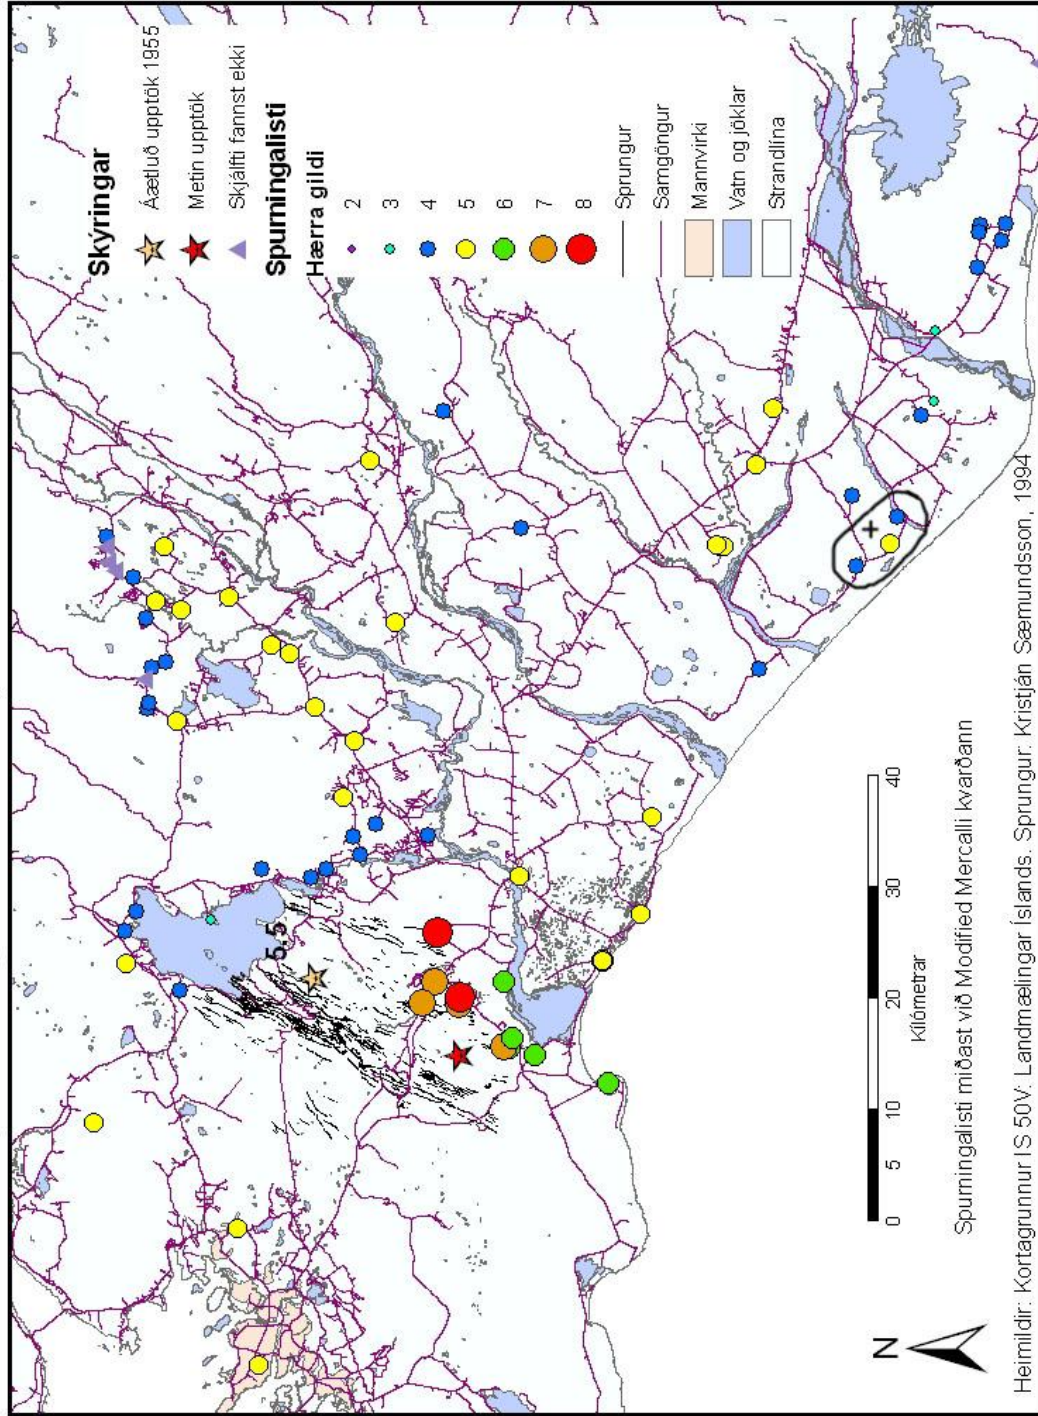 Skýringar
Áætluð upptök 1955
Metin upptök
Skjálfti fannst ekki
Spurningalisti
Hærra gildi
2
3
4
5
6
7
8
Sprungur
Samgöngur
Mannvirki
Vatn og jöklar
Strandlína
5.5
N
0 5 10 20 30 40
Kílómetrar
Spurningalisti miðast við Modified Mercalli kvarðann
Heimildir: Kortagrunnur IS 50V. Landmælingar Íslands. Sprungur: Kristján Sæmundsson, 1994